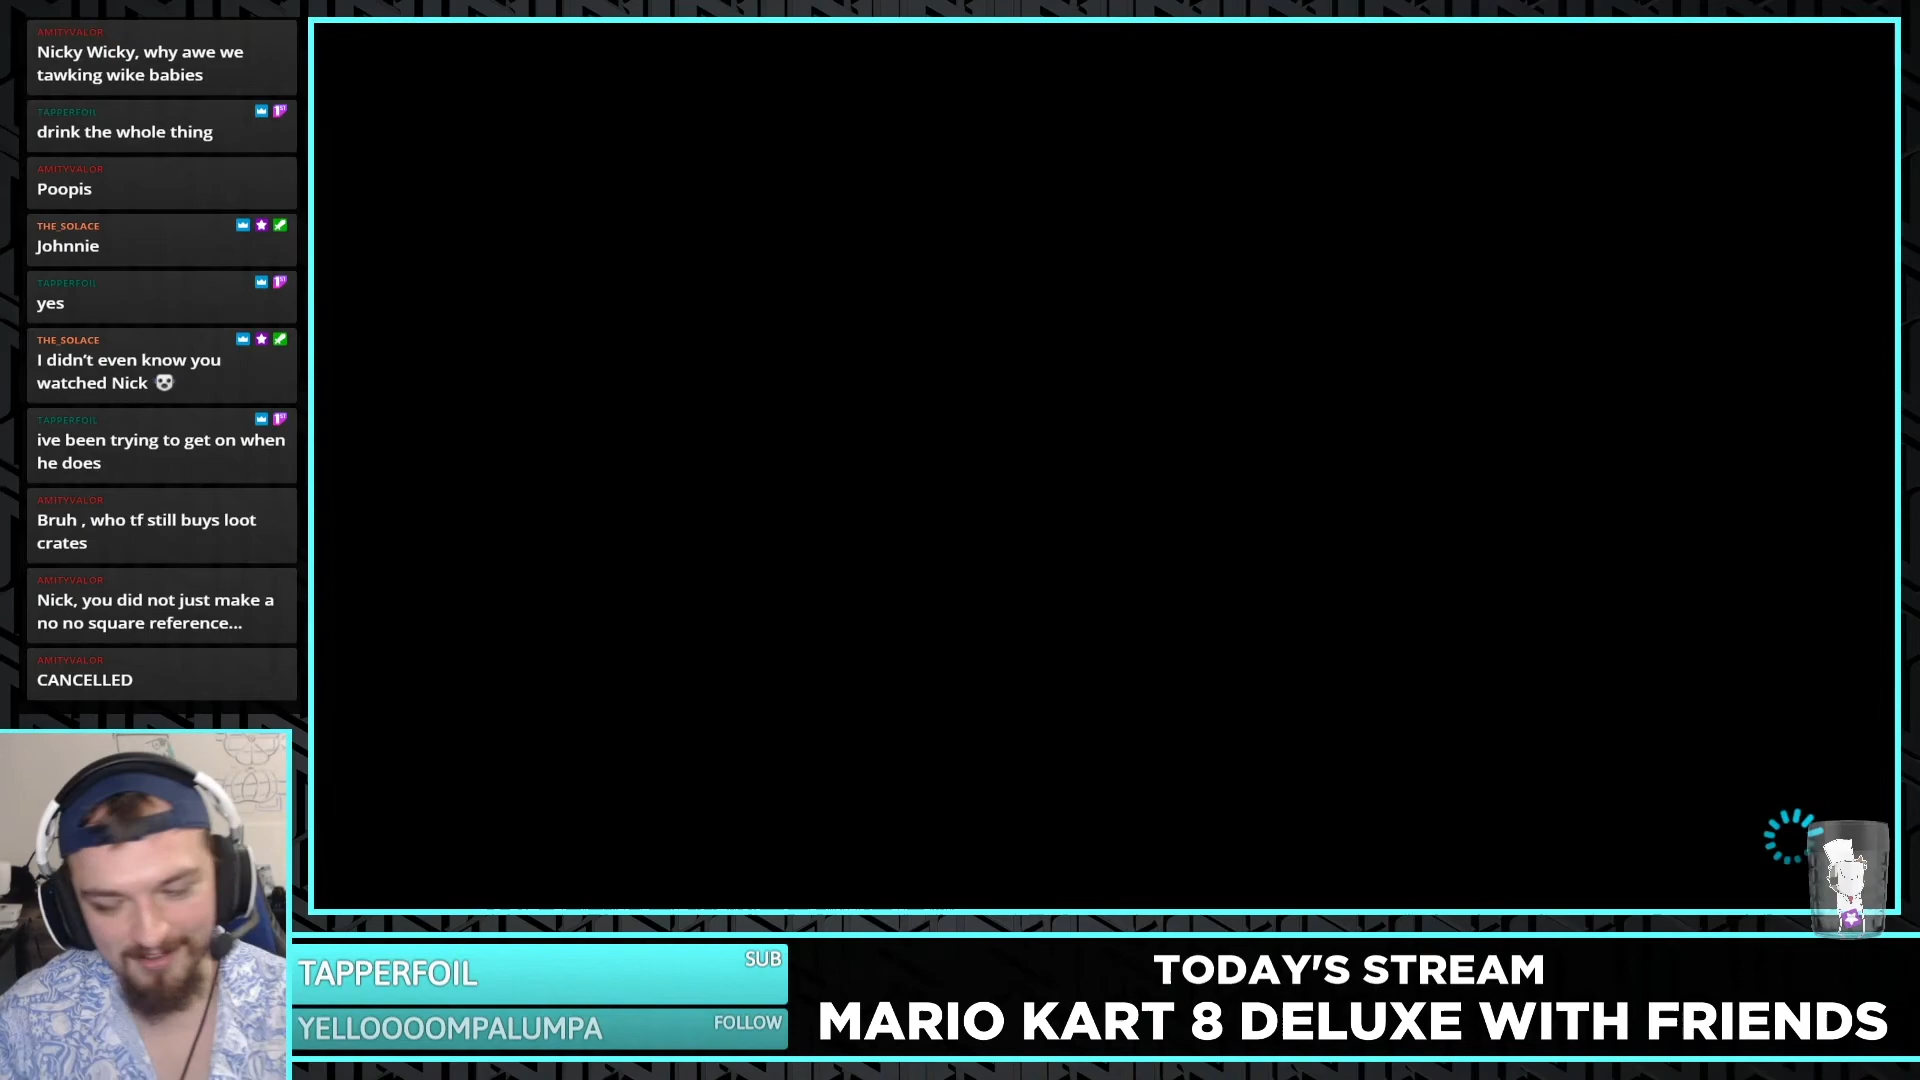 AMITYVALOR
Nicky Wicky, why awe we
tawking wike babies
TAPPERFOIL
drink the whole thing
AMITYVALOR
Poopis
THE_SOLACE
Johnnie
TAPPERFOIL
yes
THE_SOLACE
I didn't even know you
watched Nick
TAPPERFOIL
ive been trying to get on when
he does
AMITYVALOR
Bruh , who tf still buys loot
crates
AMITYVALOR
Nick, you did not just make a
no no square reference...
AMITYVALOR
CANCELLED
TAPPERFOIL SUB
YELLOOOOMPALUMPA FOLLOW
TODAY'S STREAM
MARIO KART 8 DELUXE WITH FRIENDS